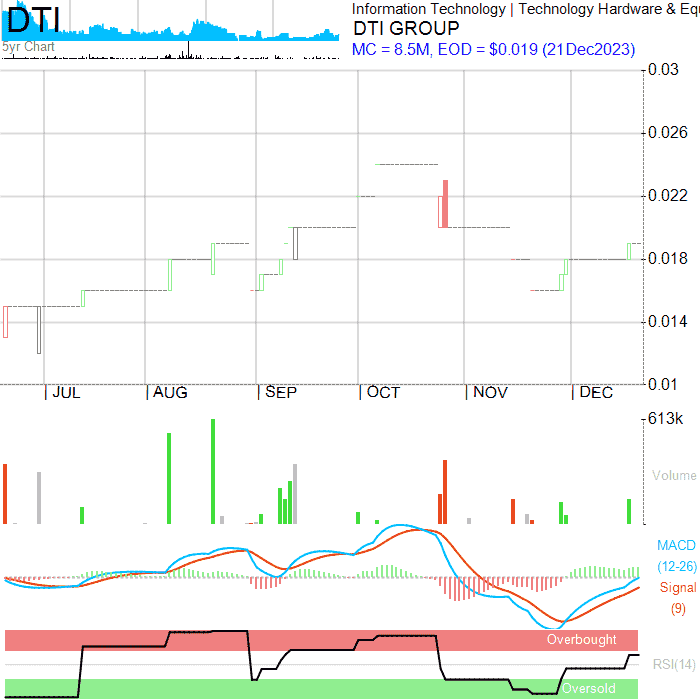 DTI
5yr Chart
Information Technology | Technology Hardware & Equ
DTI GROUP
MC = 8.5M, EOD = $0.019 (21Dec2023)
0.03
0.026
0.022
0.018
0.014
0.01
JUL AUG SEP OCT NOV DEC
613k
Volume
MACD
(12-26)
Signal
(9)
Overbought
RSI(14)
Oversold